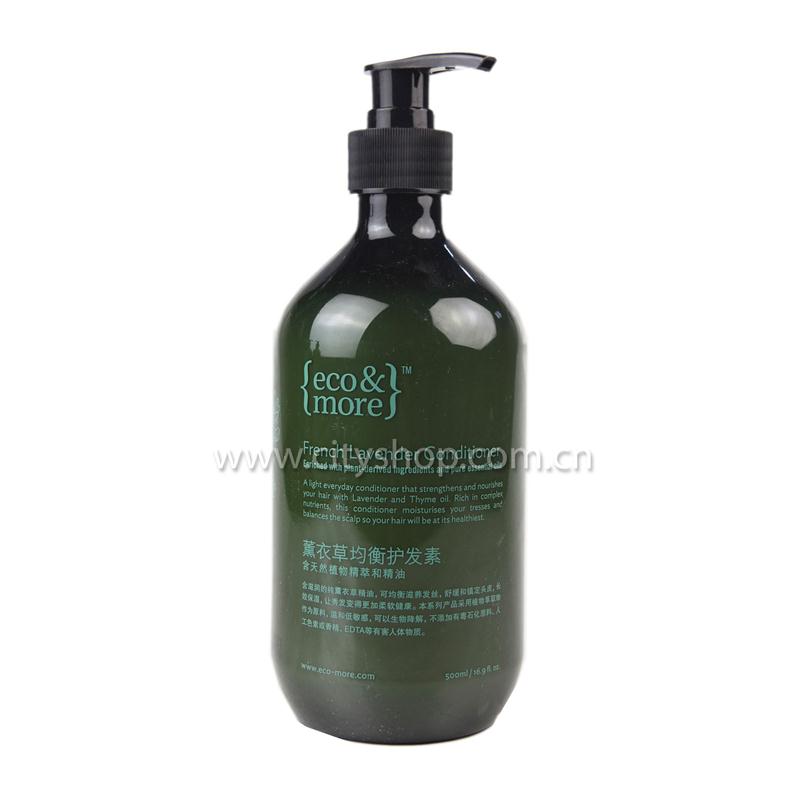 {eco&
more}™
French Lavender Conditioner
www.cityshop.com.cn
Enriched with plant-derived ingredients and pure essential
A light everyday conditioner that strengthens and nourishes
your hair with Lavender and Thyme oil. Rich in complex
nutrients, this conditioner moisturises your tresses and
balances the scalp so your hair will be at its healthiest.
薰衣草均衡护发素
含天然植物精萃和精油
含滋润的纯薰衣草精油，可均衡滋养发丝，舒缓和镇定头皮，长
效保湿，让秀发变得更加柔软健康。本系列产品采用植物萃取物
作为原料，温和低敏感，可以生物降解，不添加有害石化原料、人
工色素或香精，EDTA等有害人体物质。
www.eco-more.com
500ml / 16.9 fl. oz.